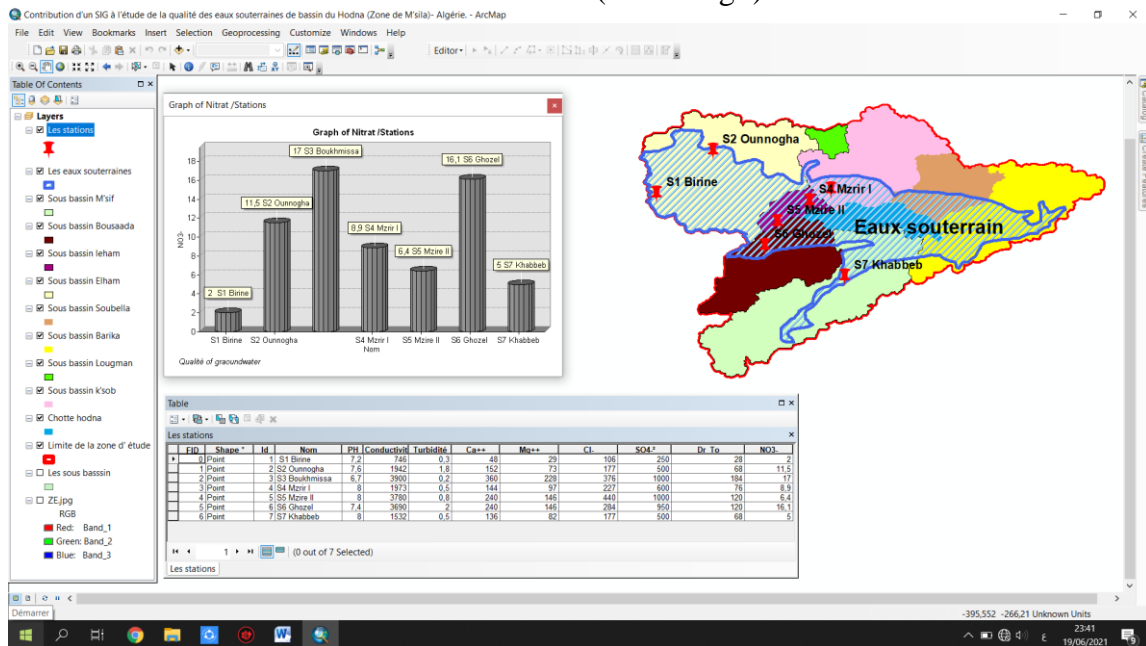 Contribution d'un SIG à l'étude de la qualité des eaux souterraines de bassin du Hodna (Zone de M'sila)- Algérie. - ArcMap
File Edit View Bookmarks Insert Selection Geoprocessing Customize Windows Help
Editor
Table Of Contents
Layers
Les stations
Les eaux souterraines
Sous bassin M'sif
Sous bassin Bousaada
Sous bassin leham
Sous bassin Elham
Sous bassin Soubella
Sous bassin Barika
Sous bassin Lougman
Sous bassin k'sob
Chotte hodna
Limite de la zone d' étude
Les sous basssin
ZE.jpg
RGB
Red: Band_1
Green: Band_2
Blue: Band_3
Graph of Nitrat /Stations
Graph of Nitrat /Stations
17 S3 Boukhmissa
16,1 S6 Ghozel
11,5 S2 Ounnogha
8,9 S4 Mzrir I
6,4 S5 Mzire II
5 S7 Khabbeb
2 S1 Birine
18
16
14
12
10
8
6
4
2
0
NO3-
S1 Birine S2 Ounnogha S4 Mzrir I S5 Mzire II S6 Ghozel S7 Khabbeb
Nom
Qualité of graoundwater
S2 Ounnogha
S1 Birine
S4 Mzrir I
S5 Mzire II
S6 Ghozel
Eaux souterrain
S7 Khabbeb
Catalog
Create Features
Table
Les stations
FID Shape * Id Nom PH Conductivit Turbidité Ca++ Mg++ Cl- SO4.² Dr To NO3-
0 Point 1 S1 Birine 7,2 746 0,3 48 29 106 250 28 2
1 Point 2 S2 Ounnogha 7,6 1942 1,8 152 73 177 500 68 11,5
2 Point 3 S3 Boukhmissa 6,7 3900 0,2 360 228 376 1000 184 17
3 Point 4 S4 Mzrir I 8 1973 0,5 144 97 227 600 76 8,9
4 Point 5 S5 Mzire II 8 3780 0,8 240 146 440 1000 120 6,4
5 Point 6 S6 Ghozel 7,4 3690 2 240 146 284 950 120 16,1
6 Point 7 S7 Khabbeb 8 1532 0,5 136 82 177 500 68 5
1 (0 out of 7 Selected)
Les stations
Démarrer
-395,552 -266,21 Unknown Units
ع
23:41
19/06/2021